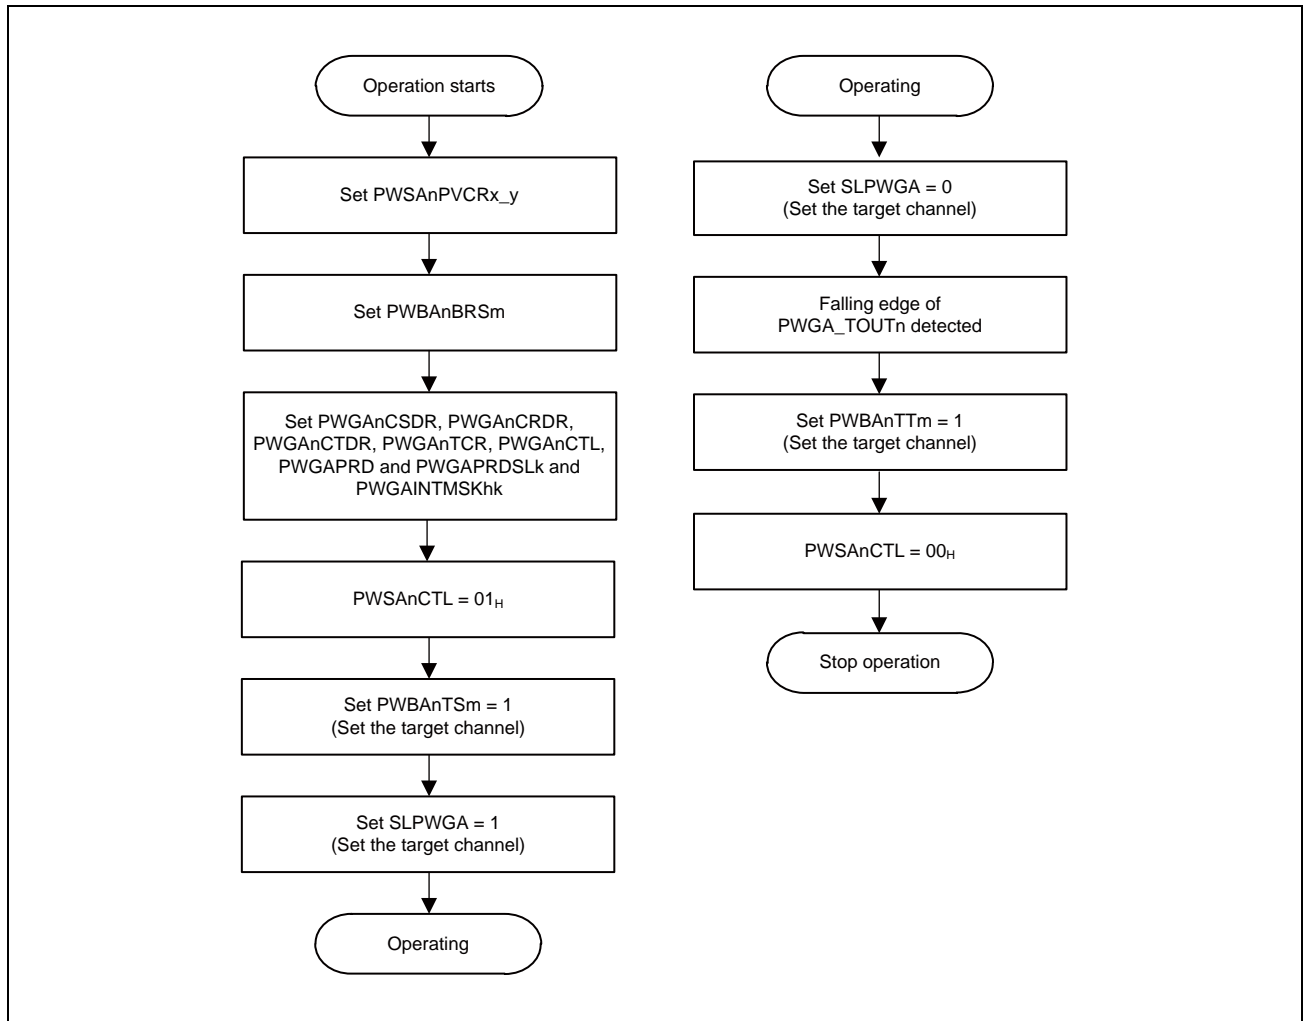 Operation starts
Set PWSAnPVCRx_y
Set PWBAnBRSm
Set PWGAnCSDR, PWGAnCRDR,
PWGAnCTDR, PWGAnTCR, PWGAnCTL,
PWGAPRD and PWGAPRDSLk and
PWGAINTMSKhk
PWSAnCTL = 01H
Set PWBAnTSm = 1
(Set the target channel)
Set SLPWGA = 1
(Set the target channel)
Operating
Operating
Set SLPWGA = 0
(Set the target channel)
Falling edge of
PWGA_TOUTn detected
Set PWBAnTTm = 1
(Set the target channel)
PWSAnCTL = 00H
Stop operation